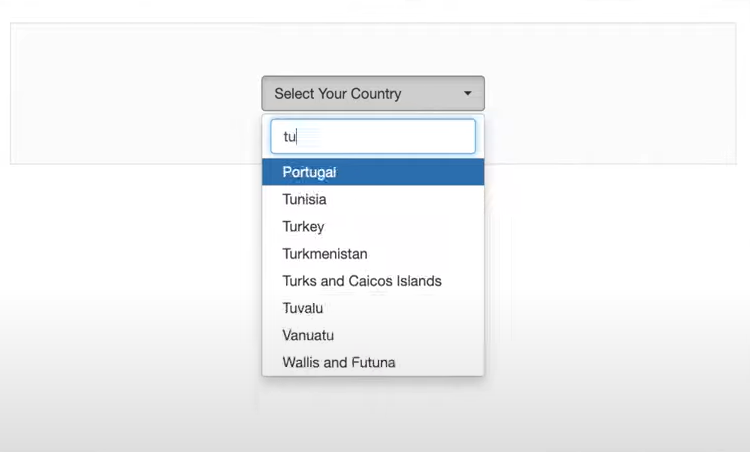 Select Your Country
tu
Portugal
Tunisia
Turkey
Turkmenistan
Turks and Caicos Islands
Tuvalu
Vanuatu
Wallis and Futuna